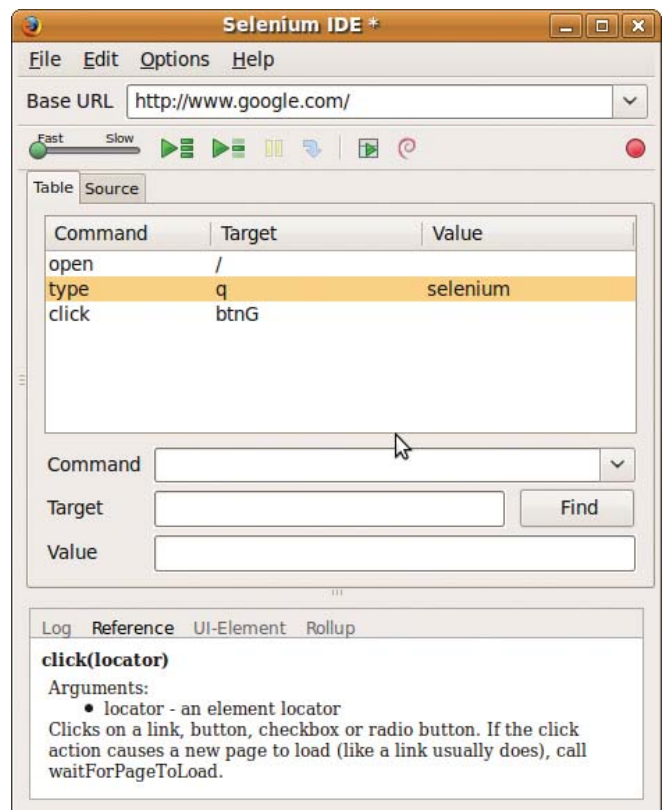 Selenium IDE *
File Edit Options Help
Base URL http://www.google.com/
Fast Slow
Table Source
Command Target Value
open /
type q selenium
click btnG
Command
Target Find
Value
Log Reference UI-Element Rollup
click(locator)
Arguments:
• locator - an element locator
Clicks on a link, button, checkbox or radio button. If the click
action causes a new page to load (like a link usually does), call
waitForPageToLoad.